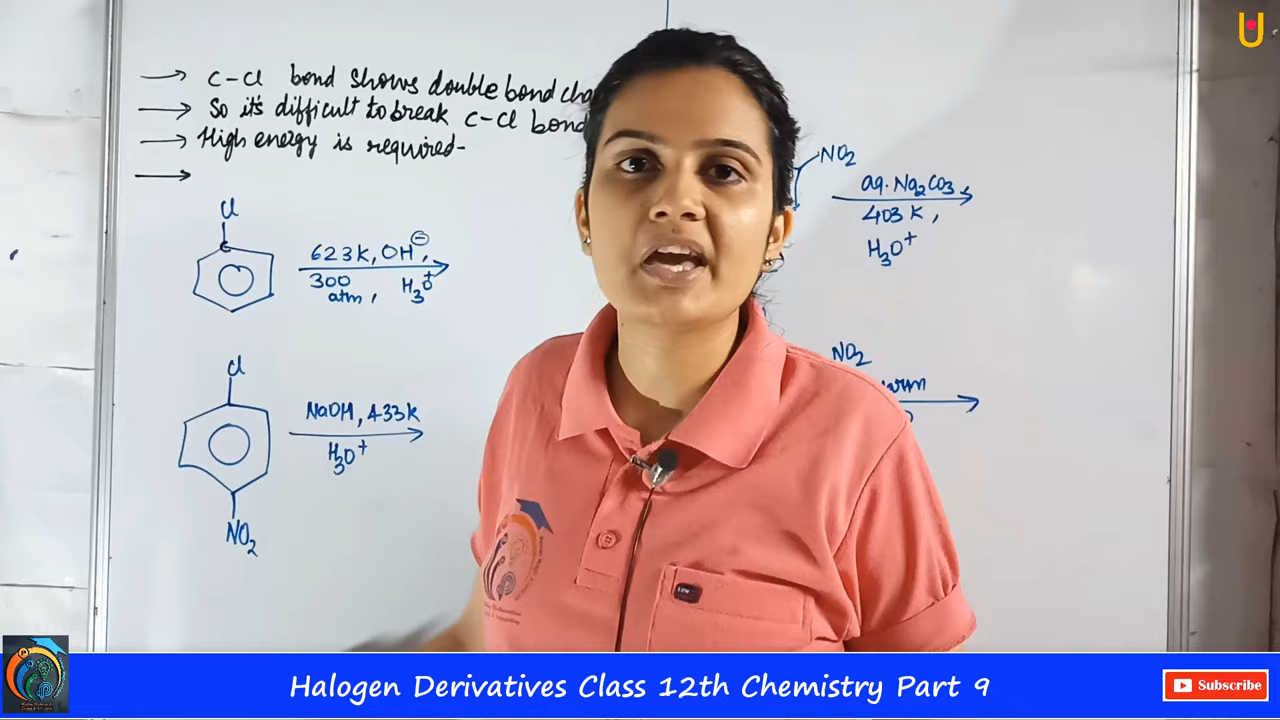 → C-Cl bond shows double bond cha
→ So it's difficult to break C-Cl bond
→ High energy is required-
→
Cl
623K, OH⊖,
300 atm, H3O+
NO2
aq. Na2CO3
403 K,
H3O+
Cl
NaOH, 433K
H3O+
NO2
NO2
Halogen Derivatives Class 12th Chemistry Part 9
Subscribe